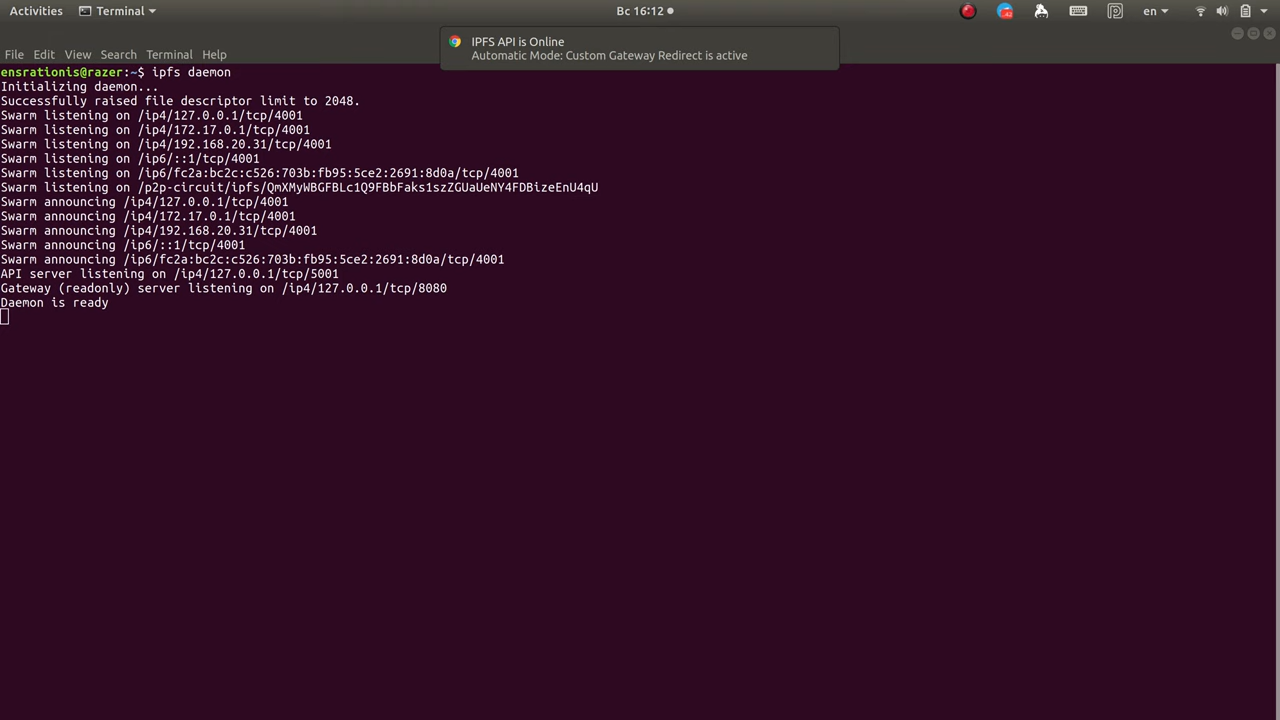 Activities Terminal Вс 16:12 en
IPFS API is Online
Automatic Mode: Custom Gateway Redirect is active
File Edit View Search Terminal Help
ensrationis@razer:~$ ipfs daemon
Initializing daemon...
Successfully raised file descriptor limit to 2048.
Swarm listening on /ip4/127.0.0.1/tcp/4001
Swarm listening on /ip4/172.17.0.1/tcp/4001
Swarm listening on /ip4/192.168.20.31/tcp/4001
Swarm listening on /ip6/::1/tcp/4001
Swarm listening on /ip6/fc2a:bc2c:c526:703b:fb95:5ce2:2691:8d0a/tcp/4001
Swarm listening on /p2p-circuit/ipfs/QmXMyWBGFBLc1Q9FBbFaks1szZGUaUeNY4FDBizeEnU4qU
Swarm announcing /ip4/127.0.0.1/tcp/4001
Swarm announcing /ip4/172.17.0.1/tcp/4001
Swarm announcing /ip4/192.168.20.31/tcp/4001
Swarm announcing /ip6/::1/tcp/4001
Swarm announcing /ip6/fc2a:bc2c:c526:703b:fb95:5ce2:2691:8d0a/tcp/4001
API server listening on /ip4/127.0.0.1/tcp/5001
Gateway (readonly) server listening on /ip4/127.0.0.1/tcp/8080
Daemon is ready